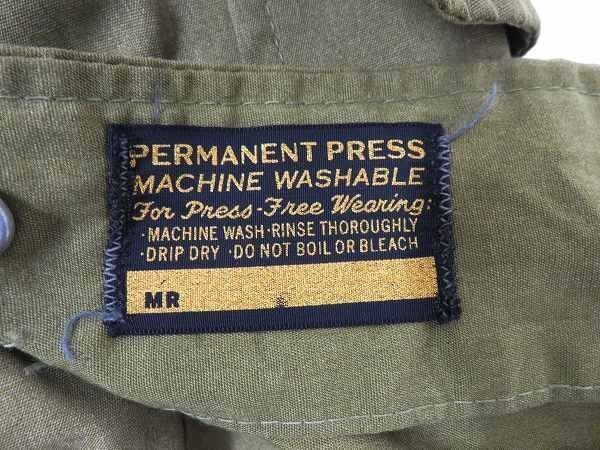 PERMANENT PRESS
MACHINE WASHABLE
For Press-Free Wearing:
·MACHINE WASH·RINSE THOROUGHLY
·DRIP DRY ·DO NOT BOIL OR BLEACH
MR